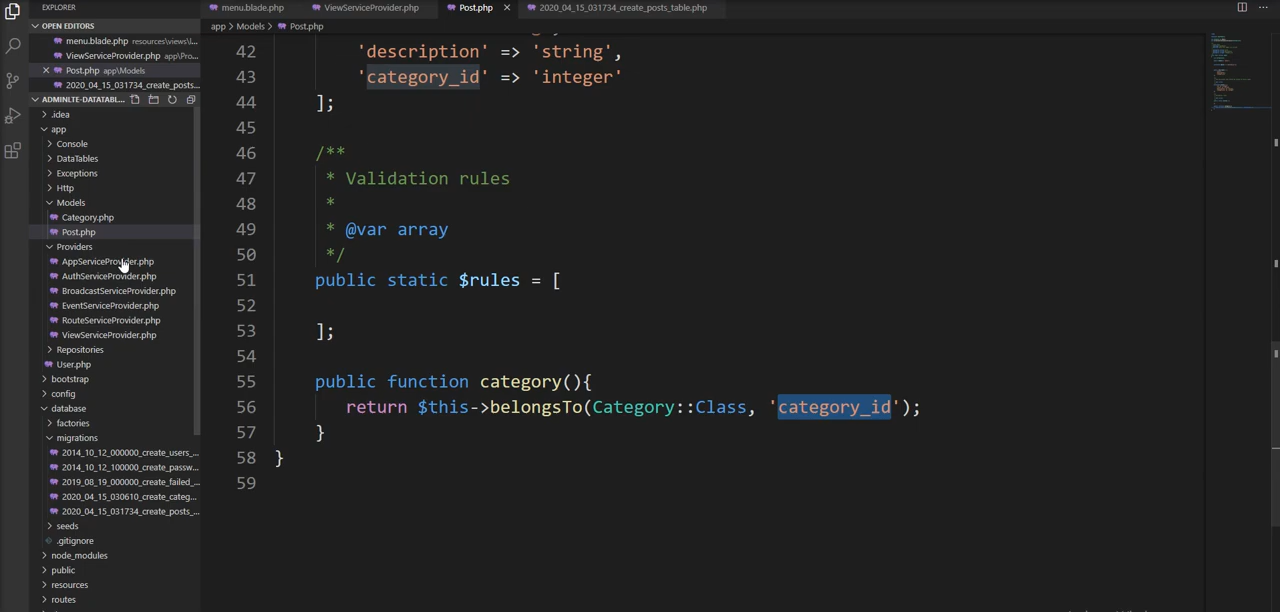 EXPLORER
menu.blade.php
ViewServiceProvider.php
Post.php
2020_04_15_031734_create_posts_table.php
OPEN EDITORS
app > Models > Post.php
menu.blade.php resources\views\l...
ViewServiceProvider.php app\Pro...
Post.php app\Models
2020_04_15_031734_create_posts...
ADMINLTE-DATATABL...
.idea
app
Console
DataTables
Exceptions
Http
Models
Category.php
Post.php
Providers
AppServiceProvider.php
AuthServiceProvider.php
BroadcastServiceProvider.php
EventServiceProvider.php
RouteServiceProvider.php
ViewServiceProvider.php
Repositories
User.php
bootstrap
config
database
factories
migrations
2014_10_12_000000_create_users_...
2014_10_12_100000_create_passw...
2019_08_19_000000_create_failed_...
2020_04_15_030610_create_categ...
2020_04_15_031734_create_posts_...
seeds
.gitignore
node_modules
public
resources
routes
42 'description' => 'string',
43 'category_id' => 'integer'
44 ];
45
46 /**
47 * Validation rules
48 *
49 * @var array
50 */
51 public static $rules = [
52
53 ];
54
55 public function category(){
56 return $this->belongsTo(Category::Class, 'category_id');
57 }
58 }
59